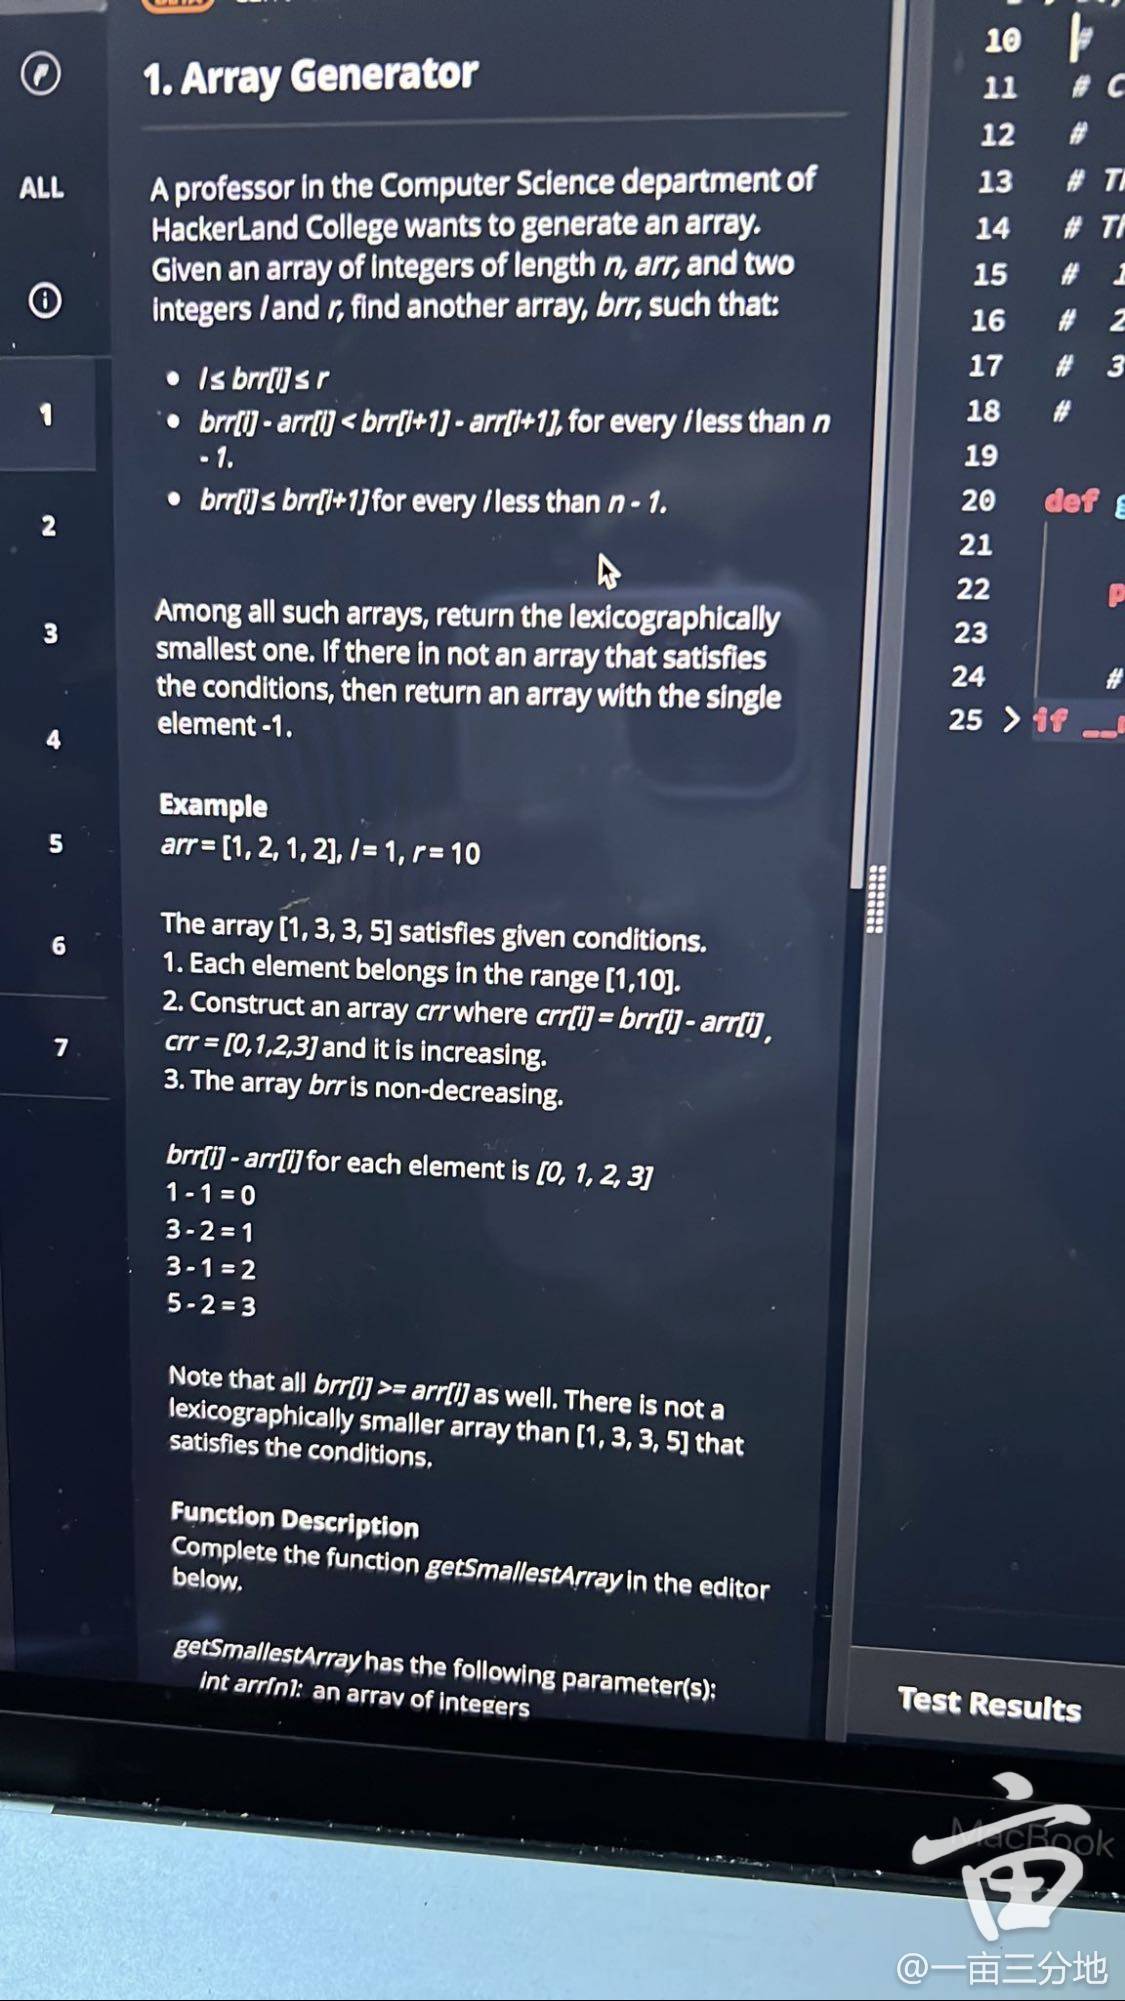 1. Array Generator
ALL
A professor in the Computer Science department of
HackerLand College wants to generate an array.
Given an array of integers of length n, arr, and two
integers l and r, find another array, brr, such that:
• l ≤ brr[i] ≤ r
• brr[i] - arr[i] < brr[i+1] - arr[i+1], for every i less than n
- 1.
• brr[i] ≤ brr[i+1] for every i less than n - 1.
Among all such arrays, return the lexicographically
smallest one. If there in not an array that satisfies
the conditions, then return an array with the single
element -1.
Example
arr = [1, 2, 1, 2], l = 1, r = 10
The array [1, 3, 3, 5] satisfies given conditions.
1. Each element belongs in the range [1,10].
2. Construct an array crr where crr[i] = brr[i] - arr[i],
crr = [0,1,2,3] and it is increasing.
3. The array brr is non-decreasing.
brr[i] - arr[i] for each element is [0, 1, 2, 3]
1 - 1 = 0
3 - 2 = 1
3 - 1 = 2
5 - 2 = 3
Note that all brr[i] >= arr[i] as well. There is not a
lexicographically smaller array than [1, 3, 3, 5] that
satisfies the conditions.
Function Description
Complete the function getSmallestArray in the editor
below.
getSmallestArray has the following parameter(s):
int arr[n]: an array of integers
1
2
3
4
5
6
7
10 #
11 # C
12 #
13 # Th
14 # Th
15 # 1
16 # 2
17 # 3
18 #
19
20 def g
21
22 p
23
24 #
25 > if __
Test Results
MacBook
亩
@一亩三分地